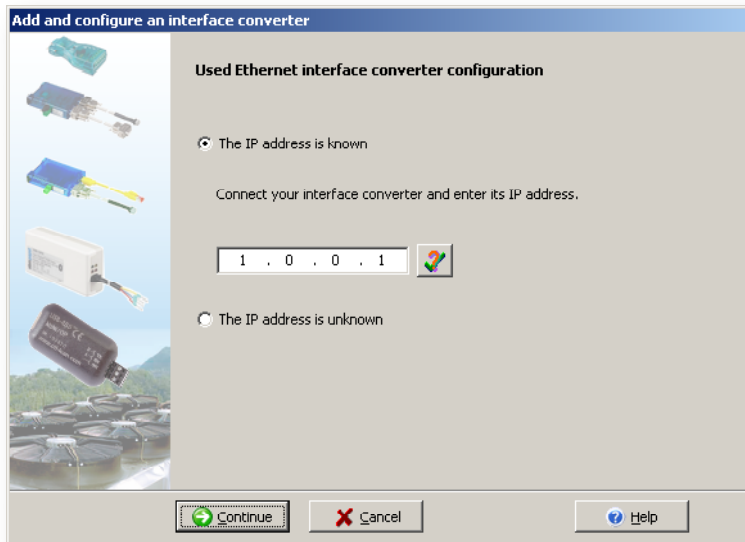 Add and configure an interface converter
Used Ethernet interface converter configuration
The IP address is known
Connect your interface converter and enter its IP address.
1 . 0 . 0 . 1
The IP address is unknown
Continue
Cancel
Help